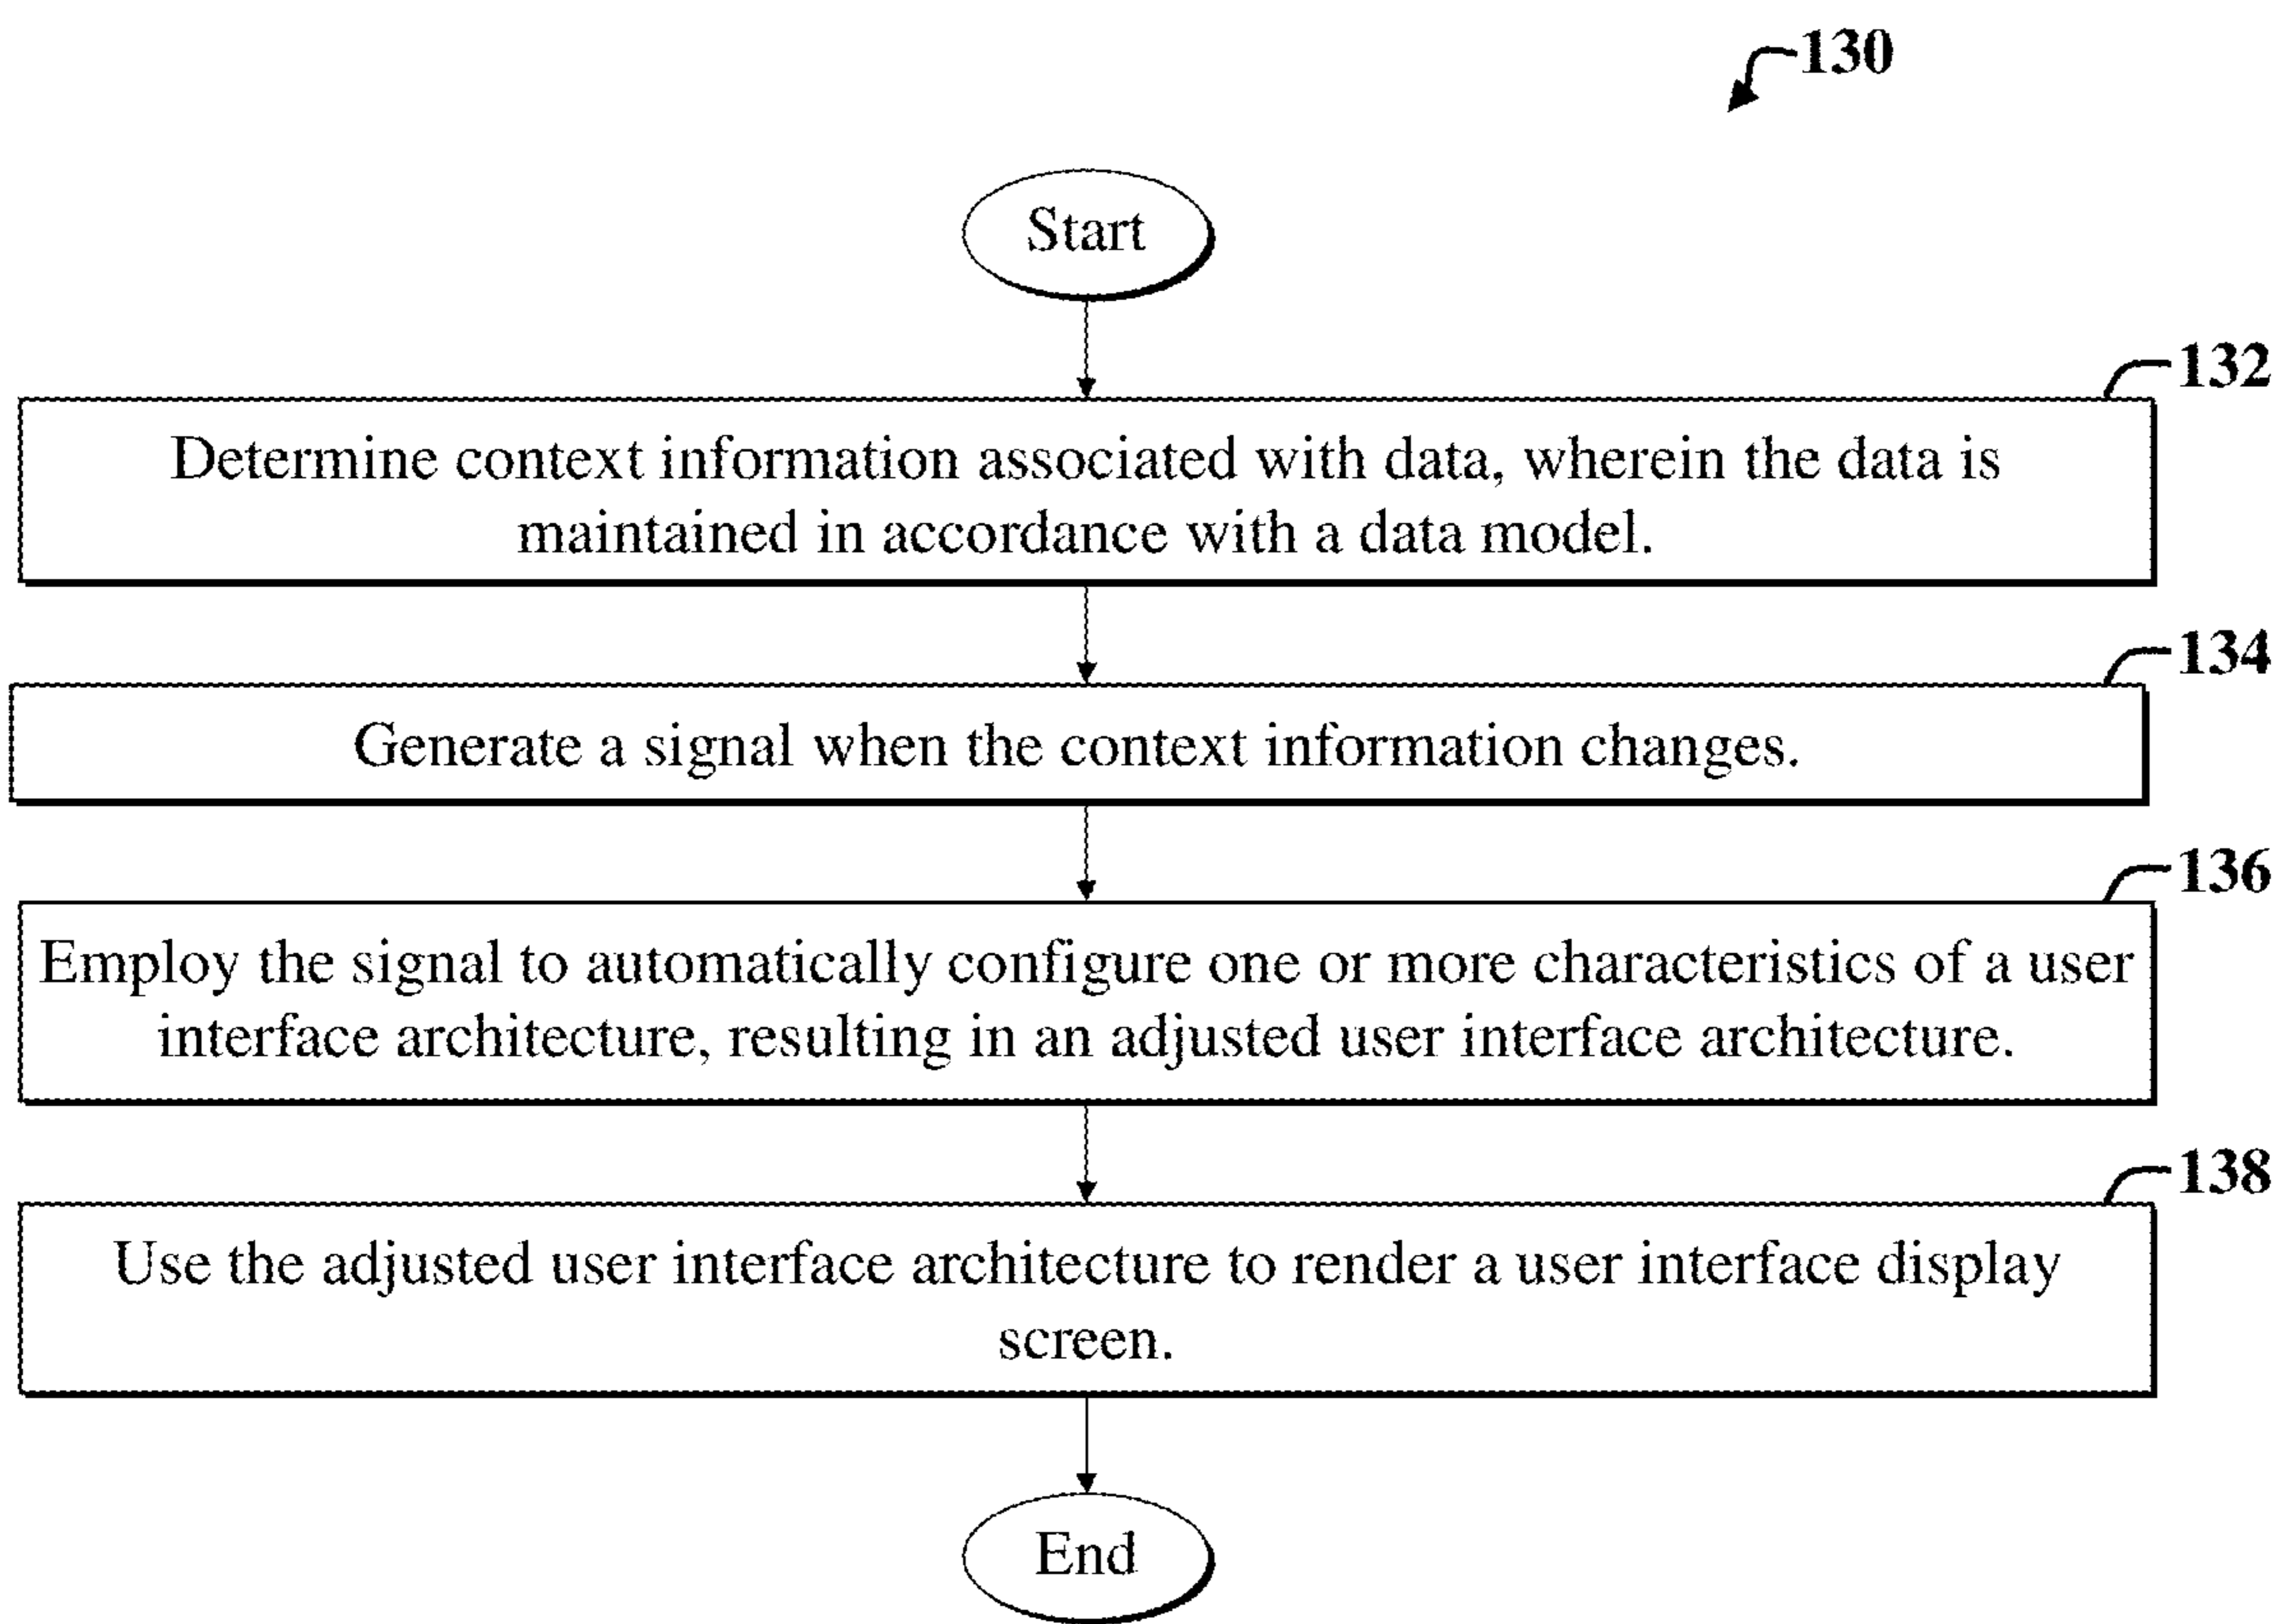 130
Start
132
Determine context information associated with data, wherein the data is
maintained in accordance with a data model.
134
Generate a signal when the context information changes.
136
Employ the signal to automatically configure one or more characteristics of a user
interface architecture, resulting in an adjusted user interface architecture.
138
Use the adjusted user interface architecture to render a user interface display
screen.
End